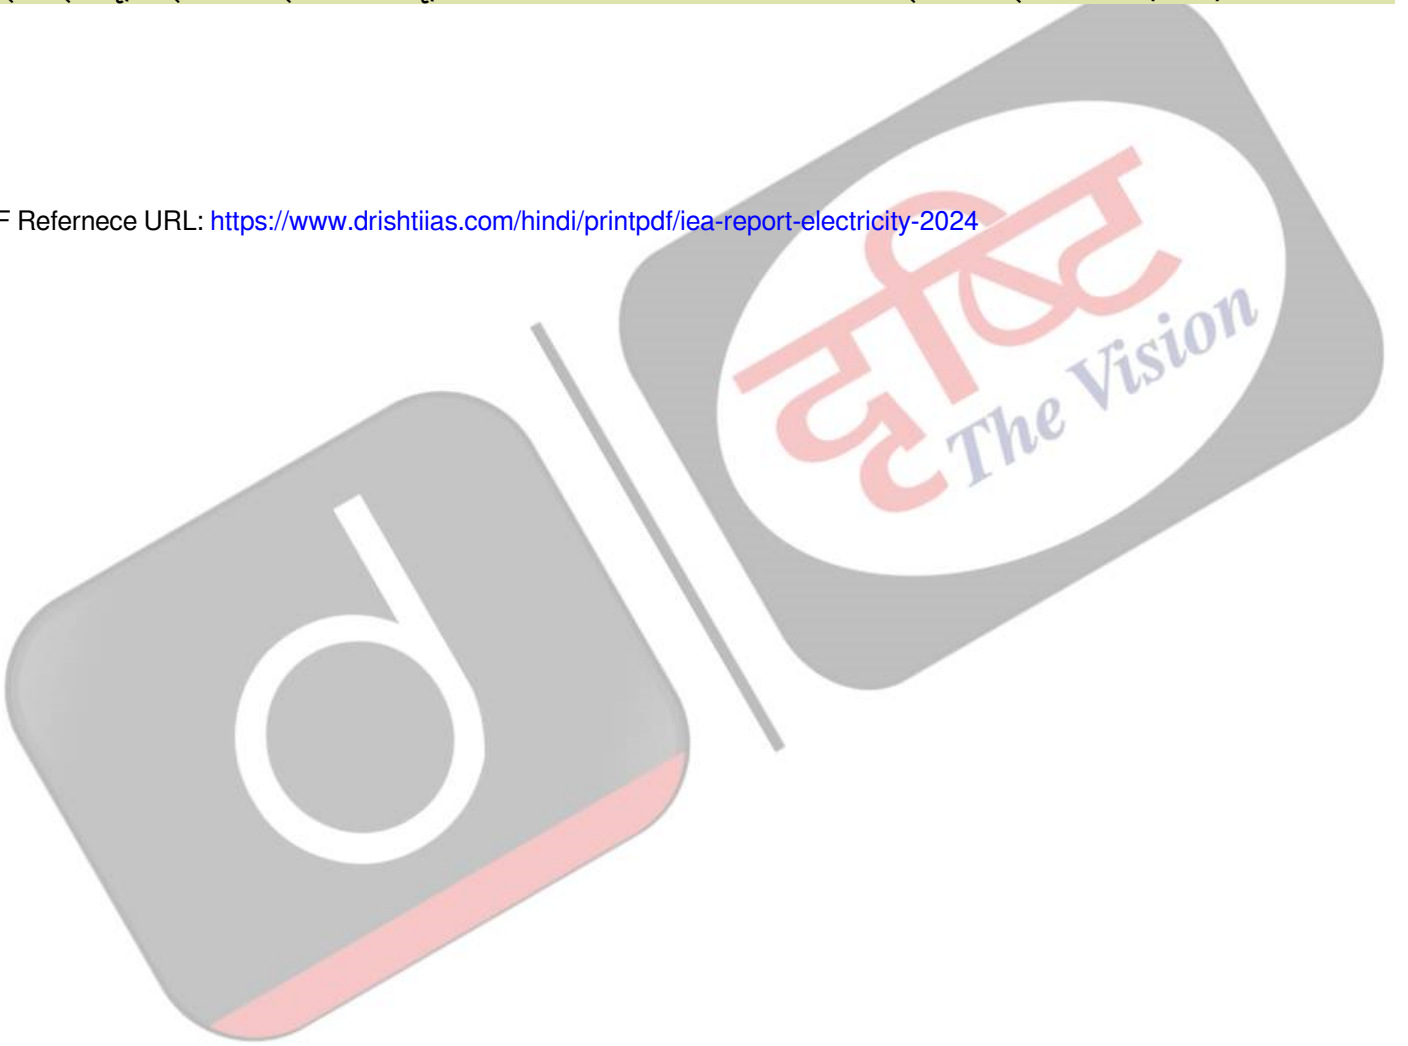 F Refernece URL: https://www.drishtiias.com/hindi/printpdf/iea-report-electricity-2024
दृष्टि
The Vision
d